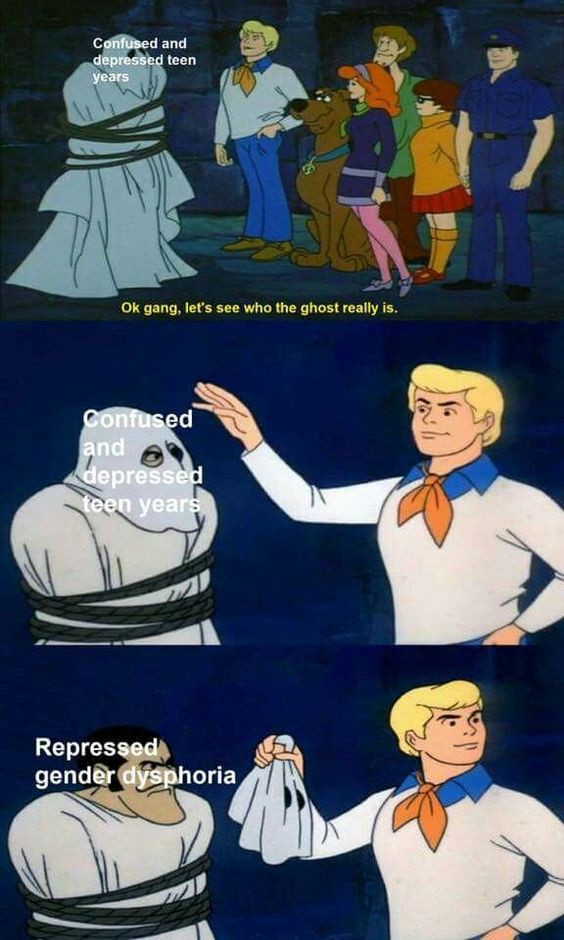 Confused and
depressed teen
years
Ok gang, let's see who the ghost really is.
Confused
and
depressed
teen years
Repressed
gender dysphoria